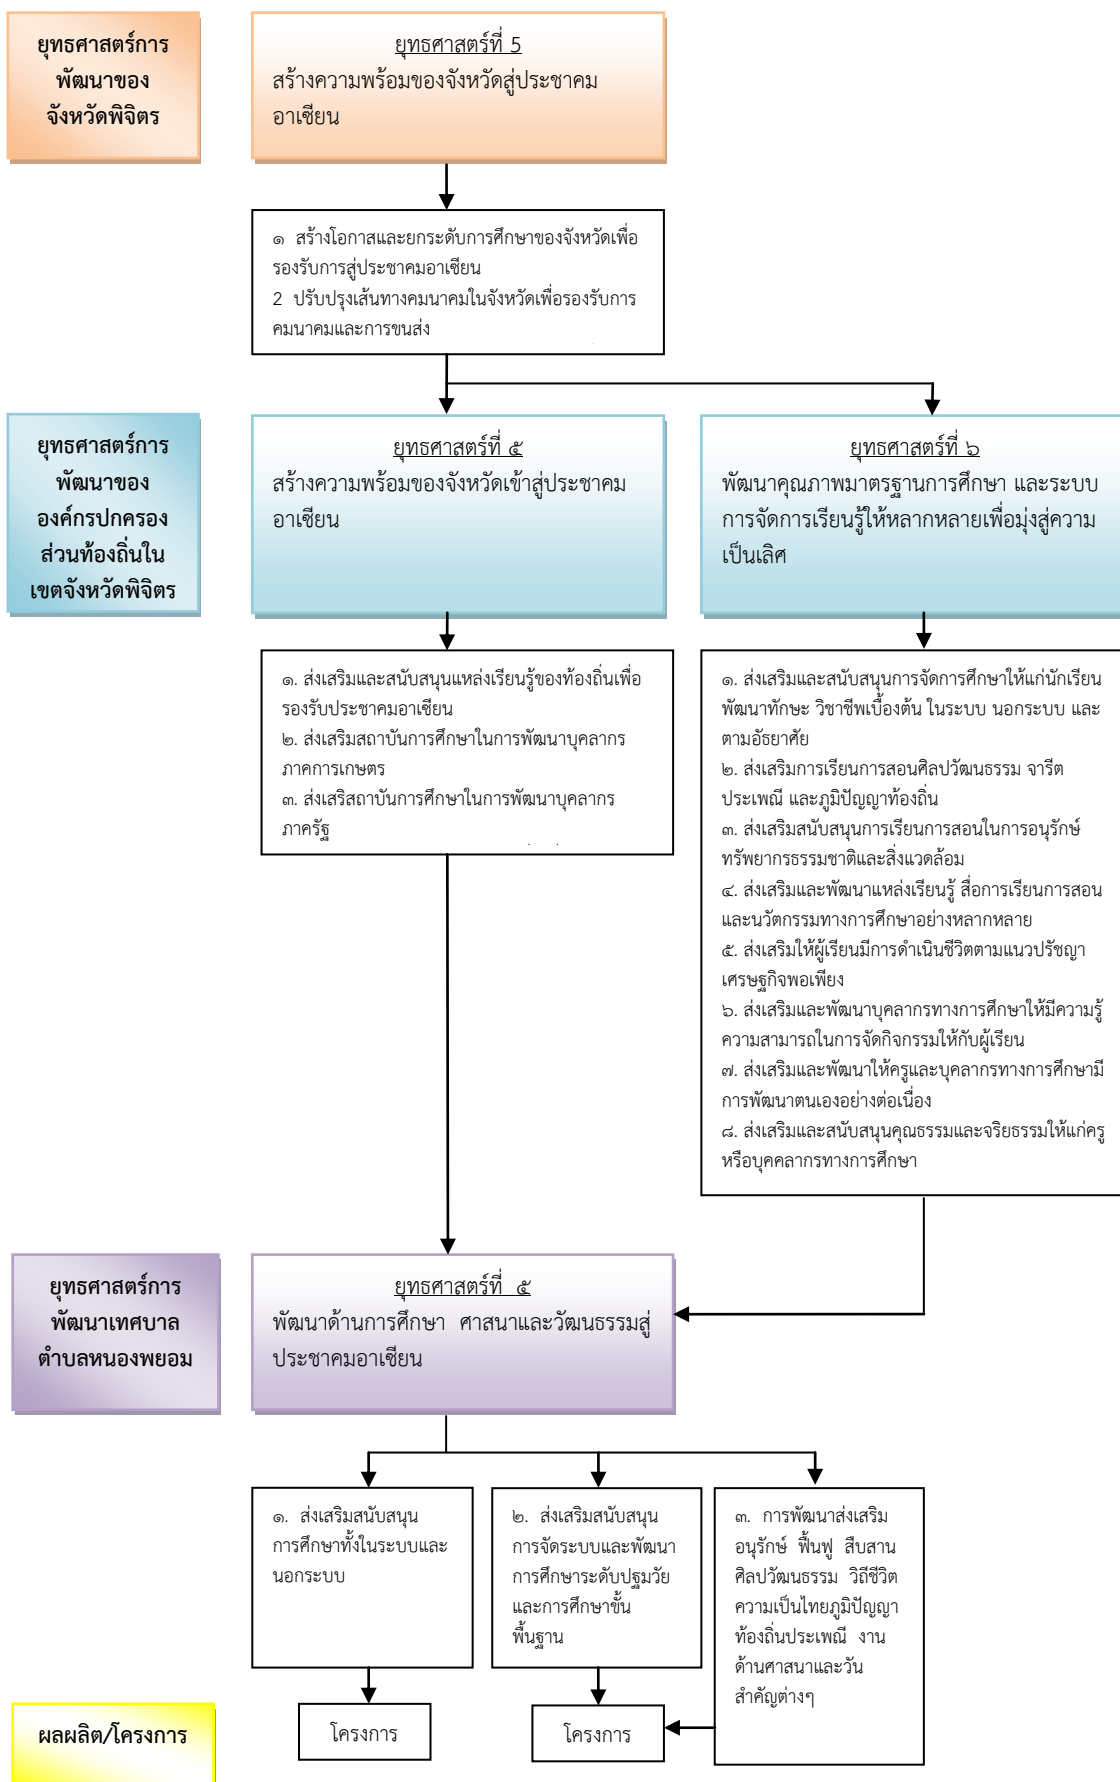 ยุทธศาสตร์การ
พัฒนาของ
จังหวัดพิจิตร
ยุทธศาสตร์ที่ 5
สร้างความพร้อมของจังหวัดสู่ประชาคม
อาเซียน
๑ สร้างโอกาสและยกระดับการศึกษาของจังหวัดเพื่อ
รองรับการสู่ประชาคมอาเซียน
2 ปรับปรุงเส้นทางคมนาคมในจังหวัดเพื่อรองรับการ
คมนาคมและการขนส่ง
ยุทธศาสตร์การ
พัฒนาของ
องค์กรปกครอง
ส่วนท้องถิ่นใน
เขตจังหวัดพิจิตร
ยุทธศาสตร์ที่ ๕
สร้างความพร้อมของจังหวัดเข้าสู่ประชาคม
อาเซียน
ยุทธศาสตร์ที่ ๖
พัฒนาคุณภาพมาตรฐานการศึกษา และระบบ
การจัดการเรียนรู้ให้หลากหลายเพื่อมุ่งสู่ความ
เป็นเลิศ
๑. ส่งเสริมและสนับสนุนแหล่งเรียนรู้ของท้องถิ่นเพื่อ
รองรับประชาคมอาเซียน
๒. ส่งเสริมสถาบันการศึกษาในการพัฒนาบุคลากร
ภาคการเกษตร
๓. ส่งเสริสถาบันการศึกษาในการพัฒนาบุคลากร
ภาครัฐ
๑. ส่งเสริมและสนับสนุนการจัดการศึกษาให้แก่นักเรียน
พัฒนาทักษะ วิชาชีพเบื้องต้น ในระบบ นอกระบบ และ
ตามอัธยาศัย
๒. ส่งเสริมการเรียนการสอนศิลปวัฒนธรรม จารีต
ประเพณี และภูมิปัญญาท้องถิ่น
๓. ส่งเสริมสนับสนุนการเรียนการสอนในการอนุรักษ์
ทรัพยากรธรรมชาติและสิ่งแวดล้อม
๔. ส่งเสริมและพัฒนาแหล่งเรียนรู้ สื่อการเรียนการสอน
และนวัตกรรมทางการศึกษาอย่างหลากหลาย
๕. ส่งเสริมให้ผู้เรียนมีการดำเนินชีวิตตามแนวปรัชญา
เศรษฐกิจพอเพียง
๖. ส่งเสริมและพัฒนาบุคลากรทางการศึกษาให้มีความรู้
ความสามารถในการจัดกิจกรรมให้กับผู้เรียน
๗. ส่งเสริมและพัฒนาให้ครูและบุคลากรทางการศึกษามี
การพัฒนาตนเองอย่างต่อเนื่อง
๘. ส่งเสริมและสนับสนุนคุณธรรมและจริยธรรมให้แก่ครู
หรือบุคคลากรทางการศึกษา
ยุทธศาสตร์การ
พัฒนาเทศบาล
ตำบลหนองพยอม
ยุทธศาสตร์ที่ ๕
พัฒนาด้านการศึกษา ศาสนาและวัฒนธรรมสู่
ประชาคมอาเซียน
๑. ส่งเสริมสนับสนุน
การศึกษาทั้งในระบบและ
นอกระบบ
๒. ส่งเสริมสนับสนุน
การจัดระบบและพัฒนา
การศึกษาระดับปฐมวัย
และการศึกษาขั้น
พื้นฐาน
๓. การพัฒนาส่งเสริม
อนุรักษ์ ฟื้นฟู สืบสาน
ศิลปวัฒนธรรม วิถีชีวิต
ความเป็นไทยภูมิปัญญา
ท้องถิ่นประเพณี งาน
ด้านศาสนาและวัน
สำคัญต่างๆ
ผลผลิต/โครงการ
โครงการ
โครงการ